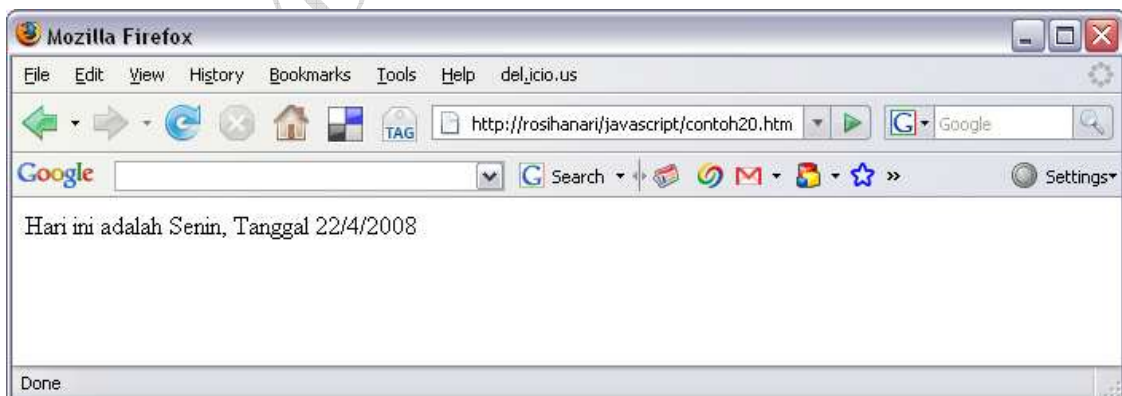 Mozilla Firefox
File Edit View History Bookmarks Tools Help del.icio.us
TAG http://rosihanari/javascript/contoh20.htm G Google
Google G Search M » Settings
Hari ini adalah Senin, Tanggal 22/4/2008
Done